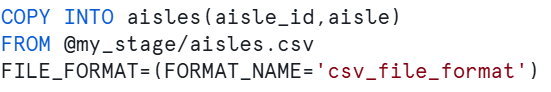 COPY INTO aisles(aisle_id,aisle)
FROM @my_stage/aisles.csv
FILE_FORMAT=(FORMAT_NAME='csv_file_format')